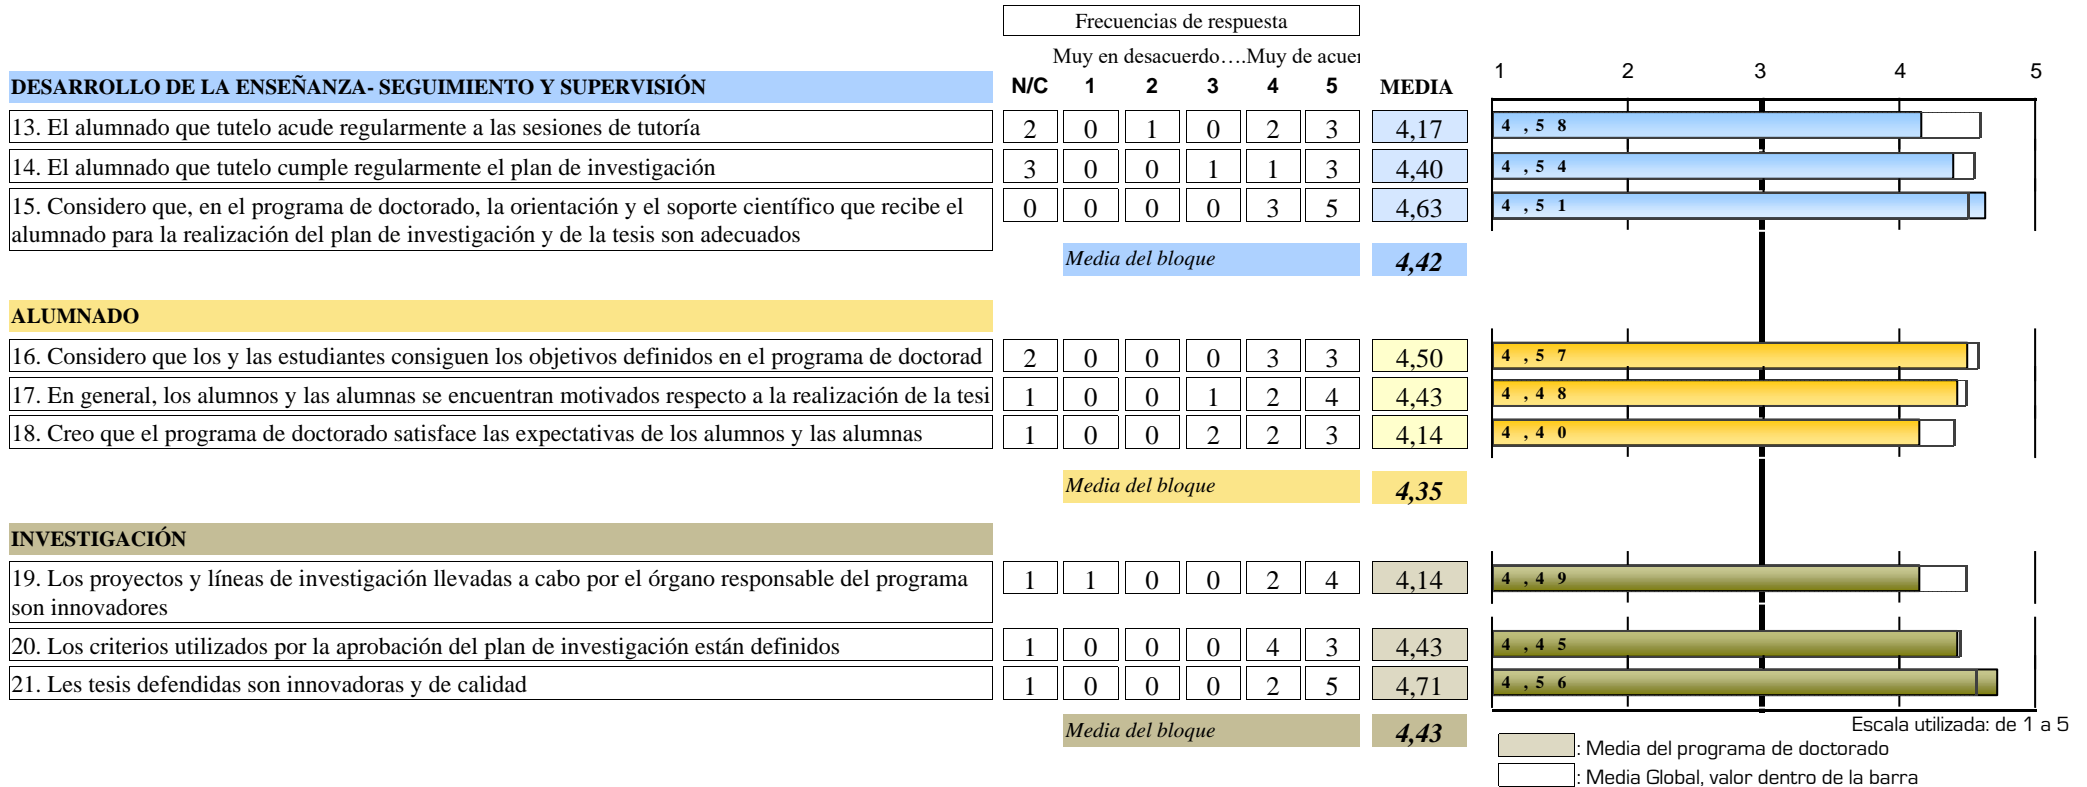 Frecuencias de respuesta
Muy en desacuerdo….Muy de acuer
DESARROLLO DE LA ENSEÑANZA- SEGUIMIENTO Y SUPERVISIÓN N/C 1 2 3 4 5 MEDIA 1 2 3 4 5
13. El alumnado que tutelo acude regularmente a las sesiones de tutoría 2 0 1 0 2 3 4,17 4,58
14. El alumnado que tutelo cumple regularmente el plan de investigación 3 0 0 1 1 3 4,40 4,54
15. Considero que, en el programa de doctorado, la orientación y el soporte científico que recibe el 0 0 0 0 3 5 4,63 4,51
alumnado para la realización del plan de investigación y de la tesis son adecuados
Media del bloque 4,42
ALUMNADO
16. Considero que los y las estudiantes consiguen los objetivos definidos en el programa de doctorad 2 0 0 0 3 3 4,50 4,57
17. En general, los alumnos y las alumnas se encuentran motivados respecto a la realización de la tesi 1 0 0 1 2 4 4,43 4,48
18. Creo que el programa de doctorado satisface las expectativas de los alumnos y las alumnas 1 0 0 2 2 3 4,14 4,40
Media del bloque 4,35
INVESTIGACIÓN
19. Los proyectos y líneas de investigación llevadas a cabo por el órgano responsable del programa 1 1 0 0 2 4 4,14 4,49
son innovadores
20. Los criterios utilizados por la aprobación del plan de investigación están definidos 1 0 0 0 4 3 4,43 4,45
21. Les tesis defendidas son innovadoras y de calidad 1 0 0 0 2 5 4,71 4,56
Media del bloque 4,43
Escala utilizada: de 1 a 5
: Media del programa de doctorado
: Media Global, valor dentro de la barra